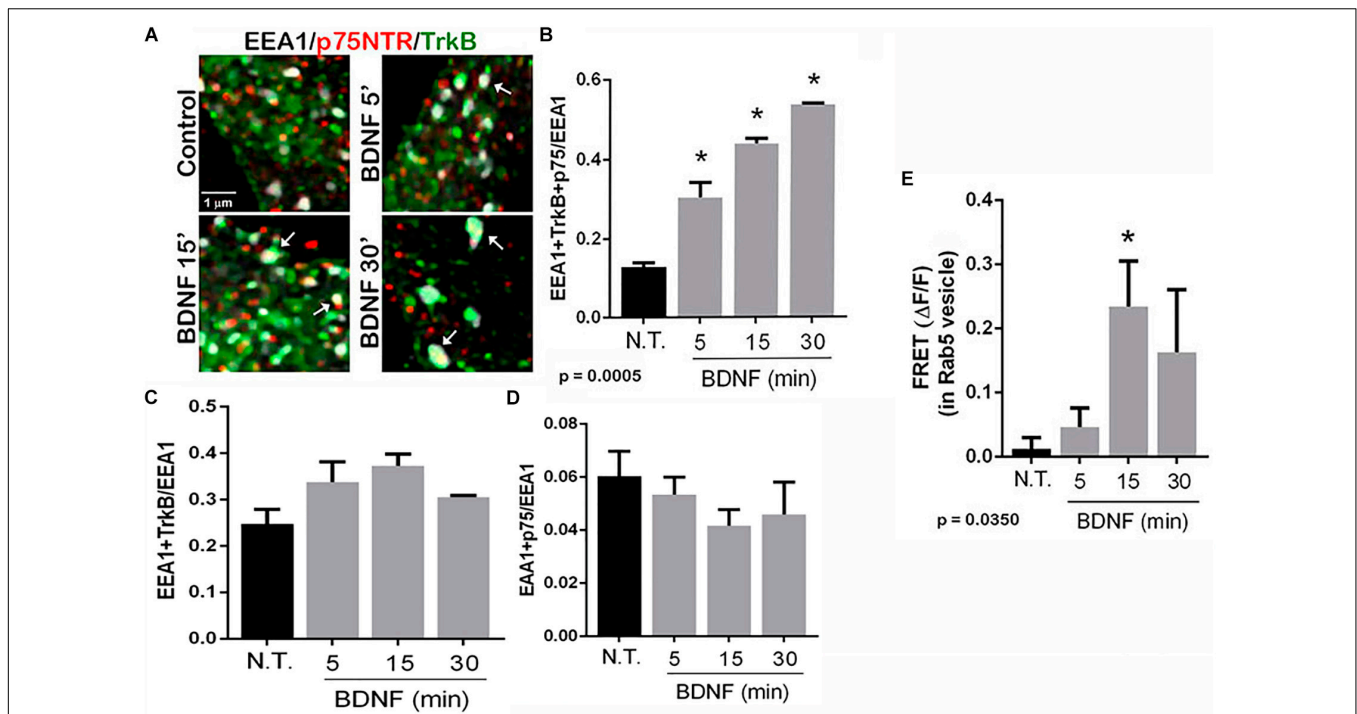 A
EEA1/p75NTR/TrkB
Control
1 µm
BDNF 5'
BDNF 15'
BDNF 30'
B
EEA1+TrkB+p75/EEA1
0.6
0.4
0.2
0.0
*
*
*
N.T. 5 15 30
BDNF (min)
p = 0.0005
C
EEA1+TrkB/EEA1
0.5
0.4
0.3
0.2
0.1
0.0
N.T. 5 15 30
BDNF (min)
D
EAA1+p75/EEA1
0.08
0.06
0.04
0.02
0.00
N.T. 5 15 30
BDNF (min)
E
FRET (ΔF/F)
(in Rab5 vesicle)
0.4
0.3
0.2
0.1
0.0
*
N.T. 5 15 30
BDNF (min)
p = 0.0350